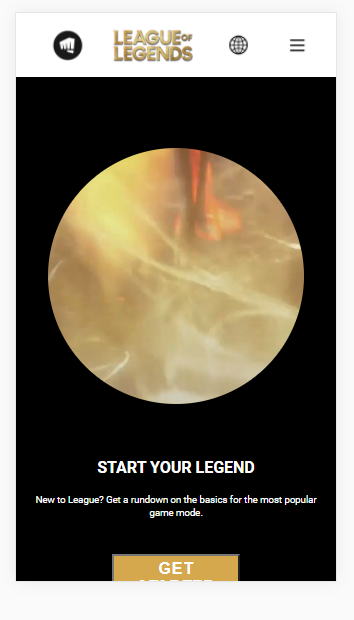 LEAGUE OF
LEGENDS
START YOUR LEGEND
New to League? Get a rundown on the basics for the most popular
game mode.
GET